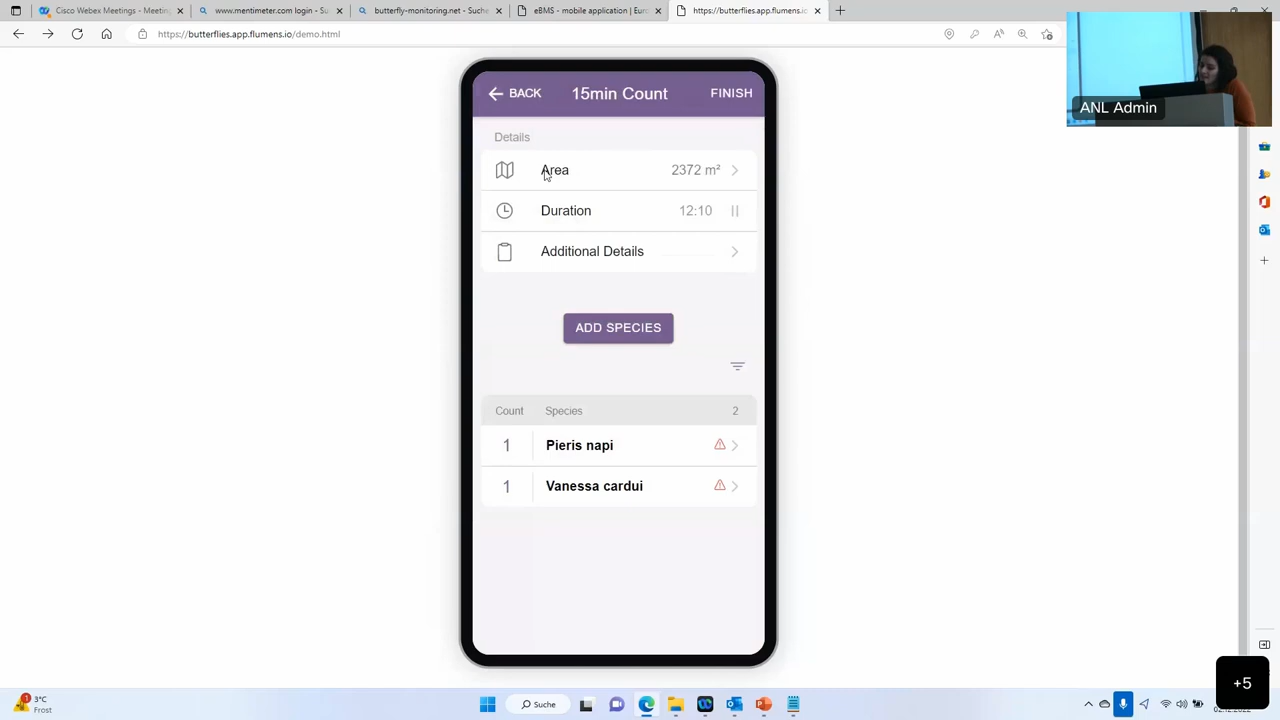 Cisco Webex Meetings - Meeting
www.mentimeter.com login - Su
butterfly-monitoring.net - Suche
eBMS - mobile application | Euro
https://butterflies.app.flumens.io
https://butterflies.app.flumens.io/demo.html
ANL Admin
BACK
15min Count
FINISH
Details
Area
2372 m²
Duration
12:10
Additional Details
ADD SPECIES
Count
Species
2
1
Pieris napi
1
Vanessa cardui
+5
1
3°C
Frost
Suche